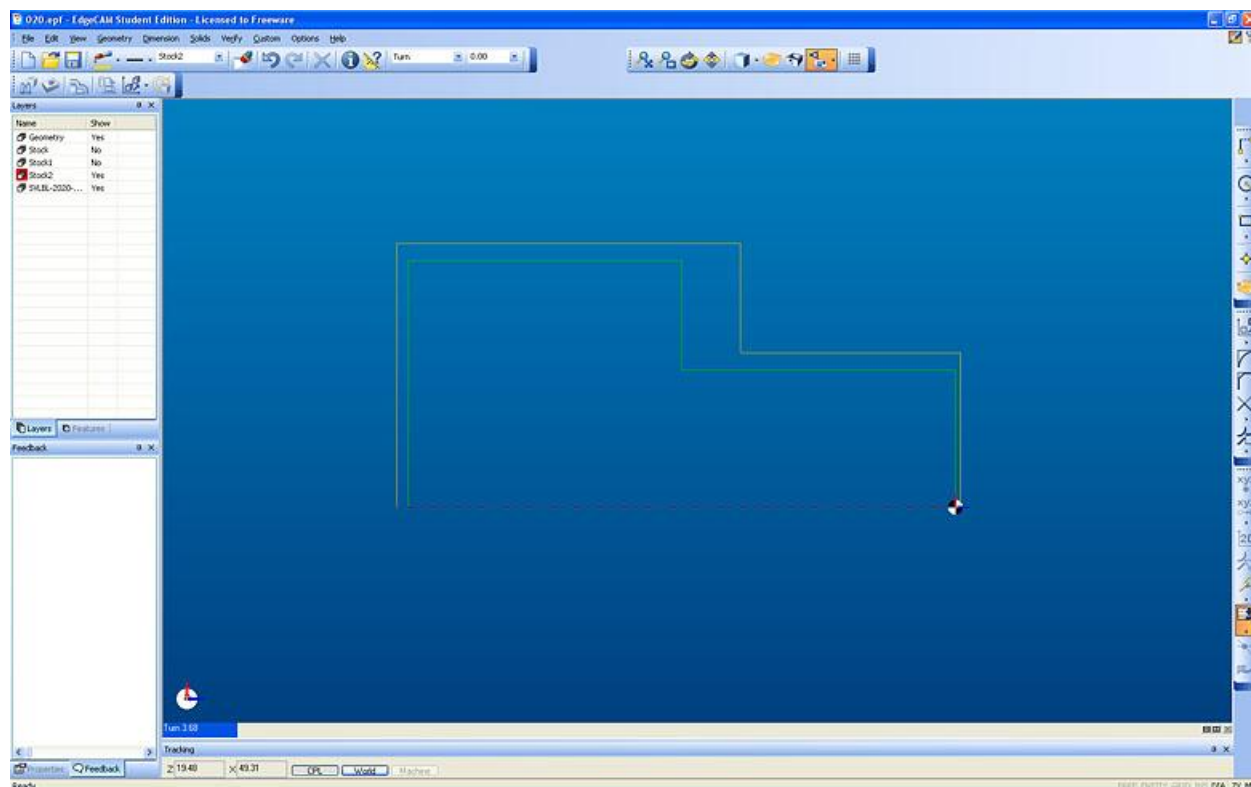 020.epf - EdgeCAM Student Edition - Licensed to Freeware
File Edit View Geometry Dimension Solids Verify Custom Options Help
Stock2 Turn 0.00
Layers
Name Show
Geometry Yes
Stock No
Stock1 No
Stock2 Yes
Yes
Layers Features
Feedback
Turn 3.68
Tracking
Properties Feedback Z 19.48 X 49.31 CPL World Machine
Ready